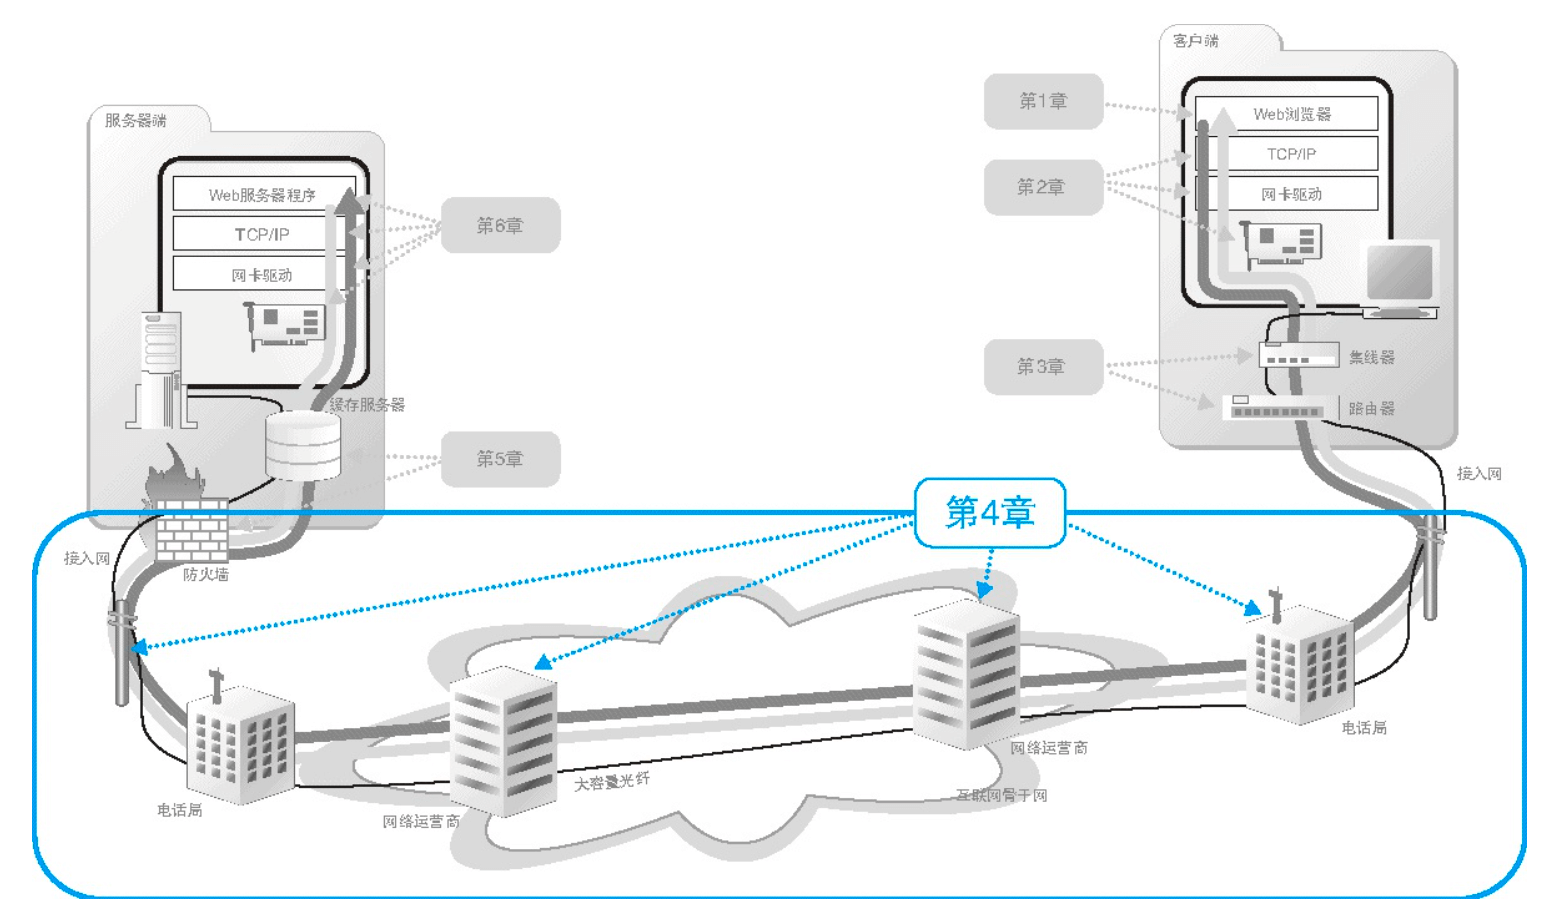 客户端
第1章
Web浏览器
TCP/IP
第2章
网卡驱动
服务器端
Web服务器程序
TCP/IP
网卡驱动
第6章
第3章
集线器
路由器
缓存服务器
第5章
接入网
第4章
接入网
防火墙
电话局
网络运营商
大容量光纤
互联网骨干网
电话局
网络运营商